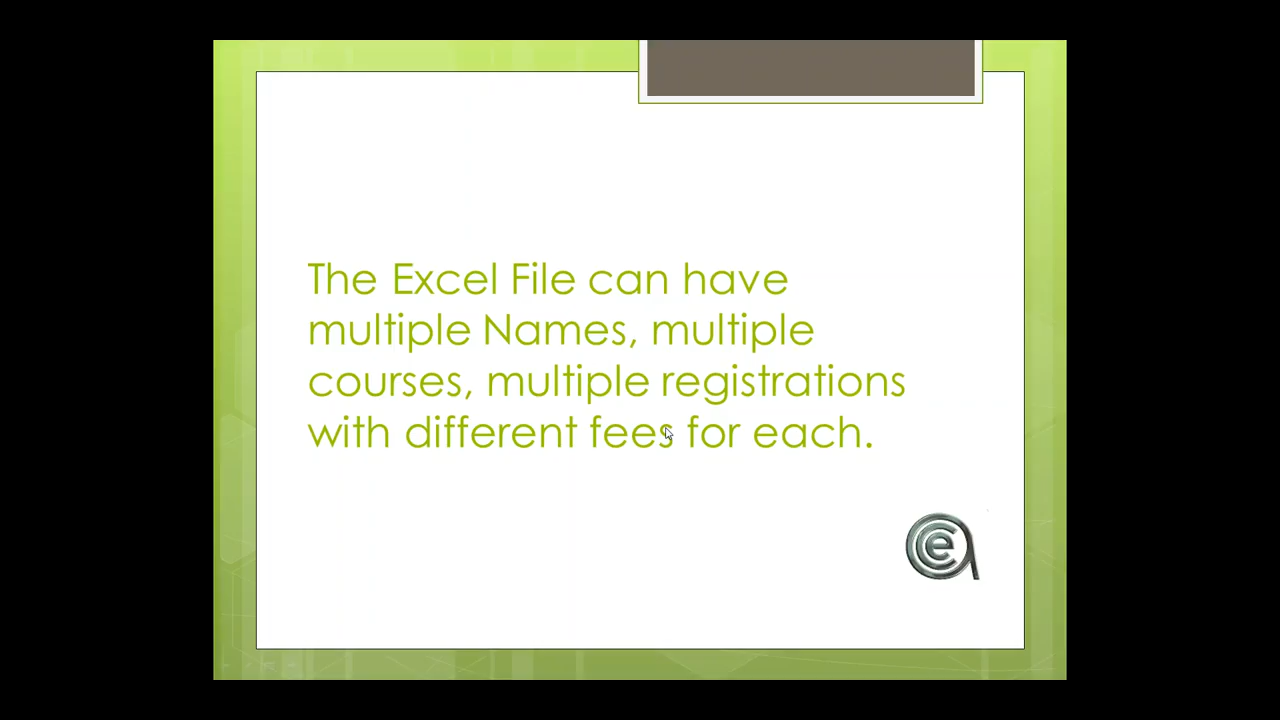 The Excel File can have
multiple Names, multiple
courses, multiple registrations
with different fees for each.